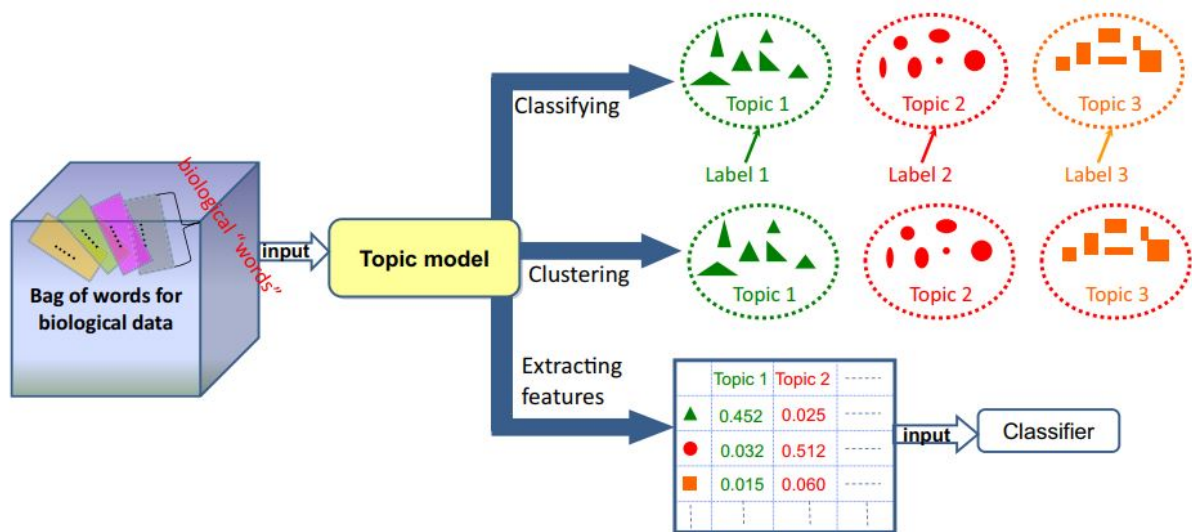 Classifying
Topic 1
Topic 2
Topic 3
Label 1
Label 2
Label 3
biological "words"
input
Topic model
Bag of words for
biological data
Clustering
Topic 1
Topic 2
Topic 3
Extracting
features
Topic 1 Topic 2
0.452 0.025
0.032 0.512
0.015 0.060
input
Classifier